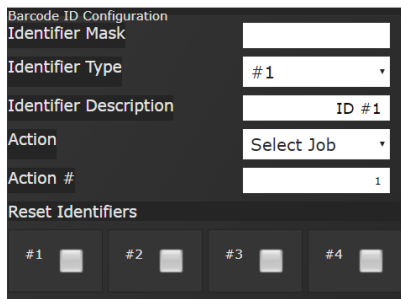 Barcode ID Configuration
Identifier Mask
Identifier Type #1
Identifier Description ID #1
Action Select Job
Action # 1
Reset Identifiers
#1 #2 #3 #4